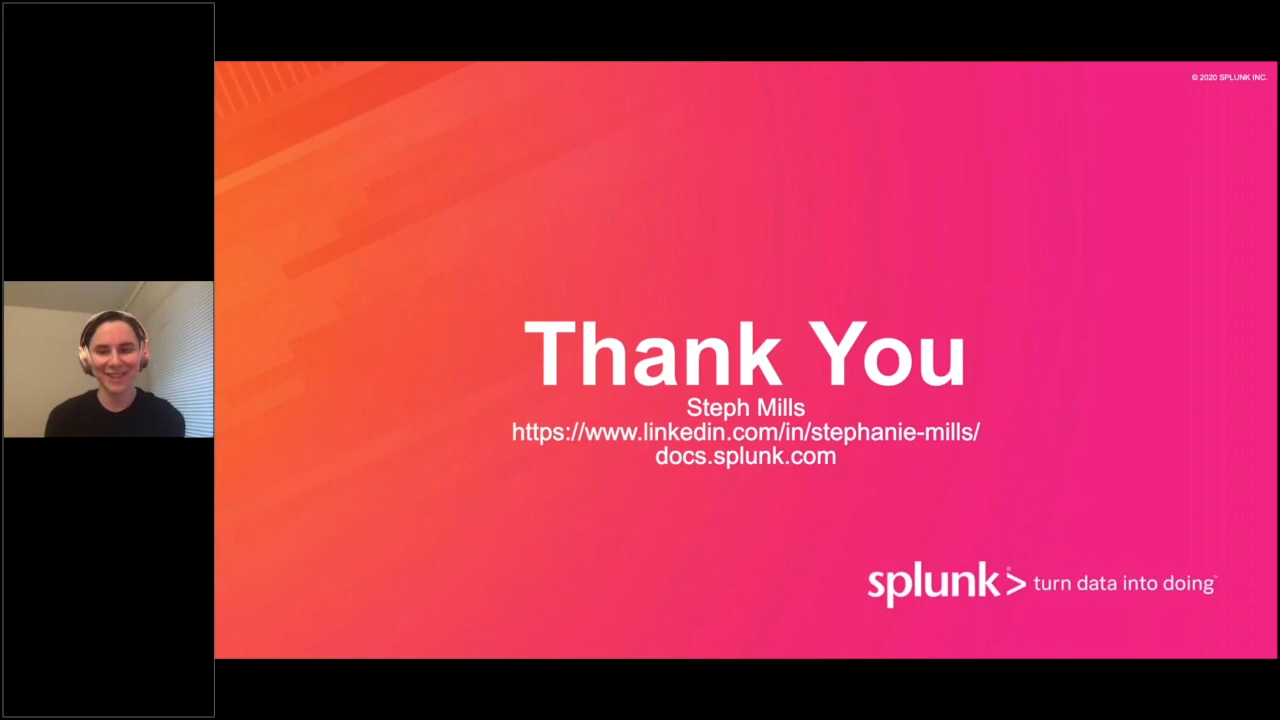 © 2020 SPLUNK INC.
Thank You
Steph Mills
https://www.linkedin.com/in/stephanie-mills/
docs.splunk.com
splunk> turn data into doing